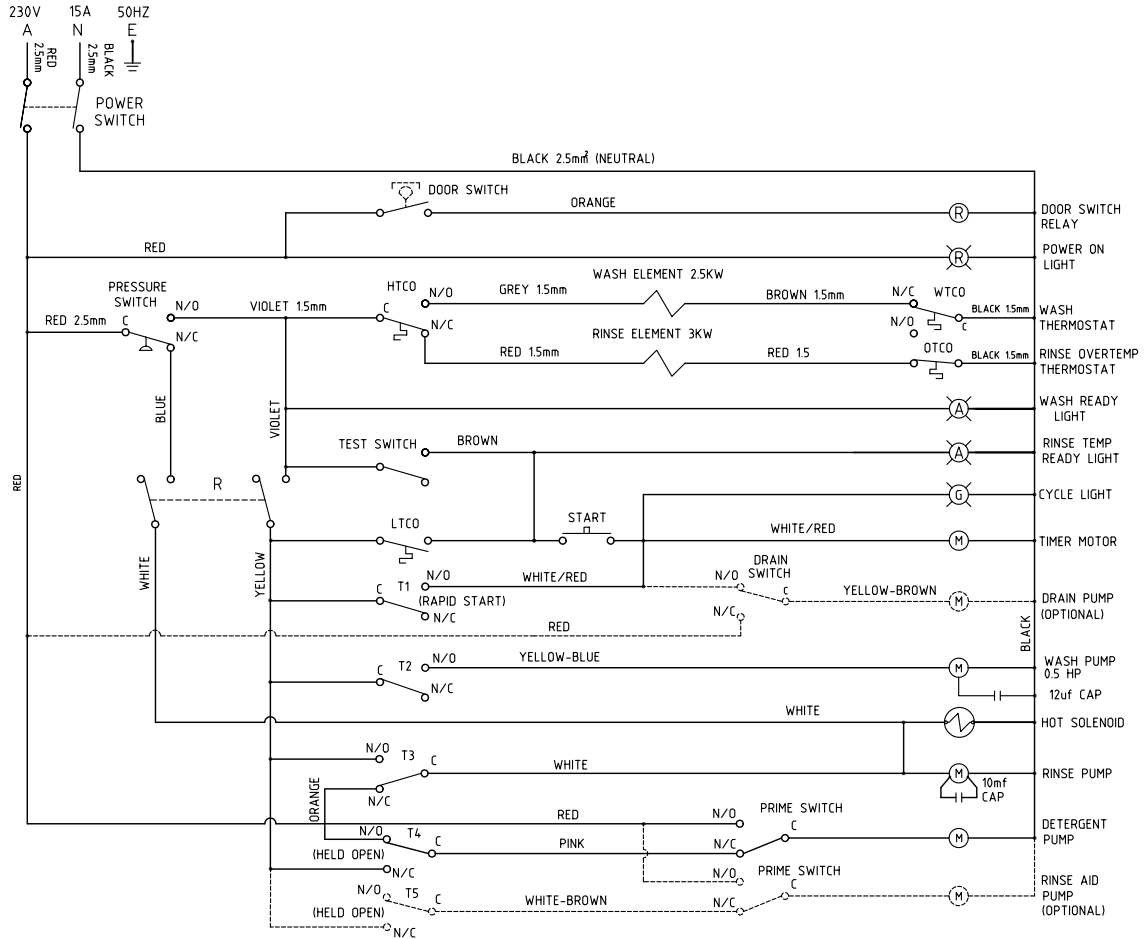 230V 15A 50HZ
A N E
RED
2.5mm
BLACK
2.5mm
POWER
SWITCH
BLACK 2.5mm² (NEUTRAL)
DOOR SWITCH
ORANGE
R
DOOR SWITCH
RELAY
RED
R
POWER ON
LIGHT
PRESSURE
SWITCH
N/O
VIOLET 1.5mm
HTCO
N/O
GREY 1.5mm
WASH ELEMENT 2.5KW
BROWN 1.5mm
N/C
WTCO
BLACK 1.5mm
WASH
THERMOSTAT
RED 2.5mm
C
N/C
C
N/C
RINSE ELEMENT 3KW
N/O
C
RED 1.5mm
RED 1.5
OTCO
BLACK 1.5mm
RINSE OVERTEMP
THERMOSTAT
BLUE
VIOLET
A
WASH READY
LIGHT
TEST SWITCH
BROWN
A
RINSE TEMP
READY LIGHT
RED
R
G
CYCLE LIGHT
LTCO
START
WHITE/RED
M
TIMER MOTOR
WHITE
YELLOW
C
T1
N/O
(RAPID START)
N/C
WHITE/RED
N/O
DRAIN
SWITCH
C
N/C
YELLOW-BROWN
M
DRAIN PUMP
(OPTIONAL)
RED
BLACK
C
T2
N/O
N/C
YELLOW-BLUE
M
WASH PUMP
0.5 HP
12uf CAP
WHITE
HOT SOLENOID
N/O
T3
C
N/C
WHITE
M
10mf
CAP
RINSE PUMP
ORANGE
RED
PRIME SWITCH
N/O
C
N/O
T4
C
(HELD OPEN)
N/C
PINK
N/C
M
DETERGENT
PUMP
N/O
T5
C
(HELD OPEN)
N/C
WHITE-BROWN
PRIME SWITCH
N/O
C
N/C
M
RINSE AID
PUMP
(OPTIONAL)